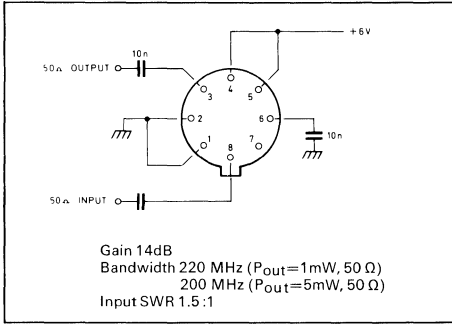 +6V
10n
50Ω OUTPUT
4
3
5
2
6
10n
1
7
8
50Ω INPUT
Gain 14dB
Bandwidth 220 MHz (Pout=1mW, 50 Ω)
200 MHz (Pout=5mW, 50 Ω)
Input SWR 1.5:1